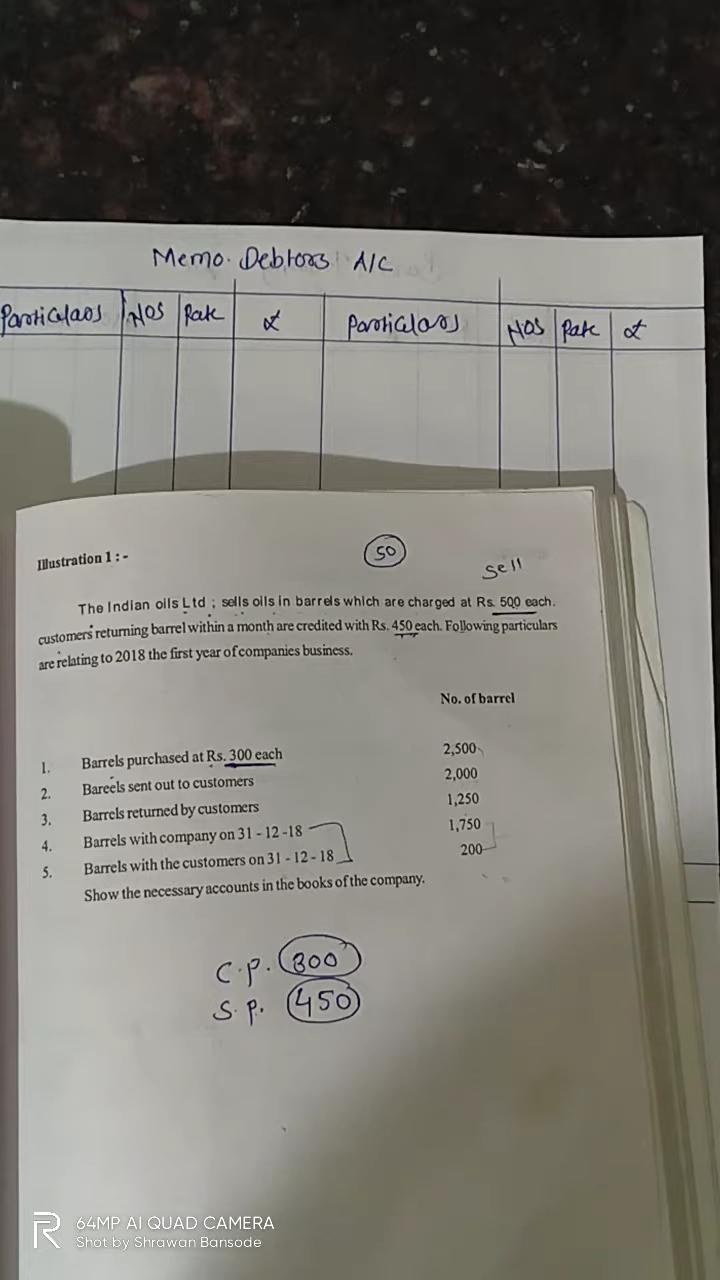 Memo. Debtors A/C
Particulars Nos Rate ₹ Particulars Nos Rate ₹
Illustration 1 :-
50
sell
The Indian oils Ltd ; sells oils in barrels which are charged at Rs. 500 each.
customers returning barrel within a month are credited with Rs. 450 each. Following particulars
are relating to 2018 the first year of companies business.
No. of barrel
1. Barrels purchased at Rs. 300 each 2,500
2. Bareels sent out to customers 2,000
3. Barrels returned by customers 1,250
4. Barrels with company on 31 - 12 -18 1,750
5. Barrels with the customers on 31 - 12 - 18 200
Show the necessary accounts in the books of the company.
C.P. 300
S.P. 450
64MP AI QUAD CAMERA
Shot by Shrawan Bansode